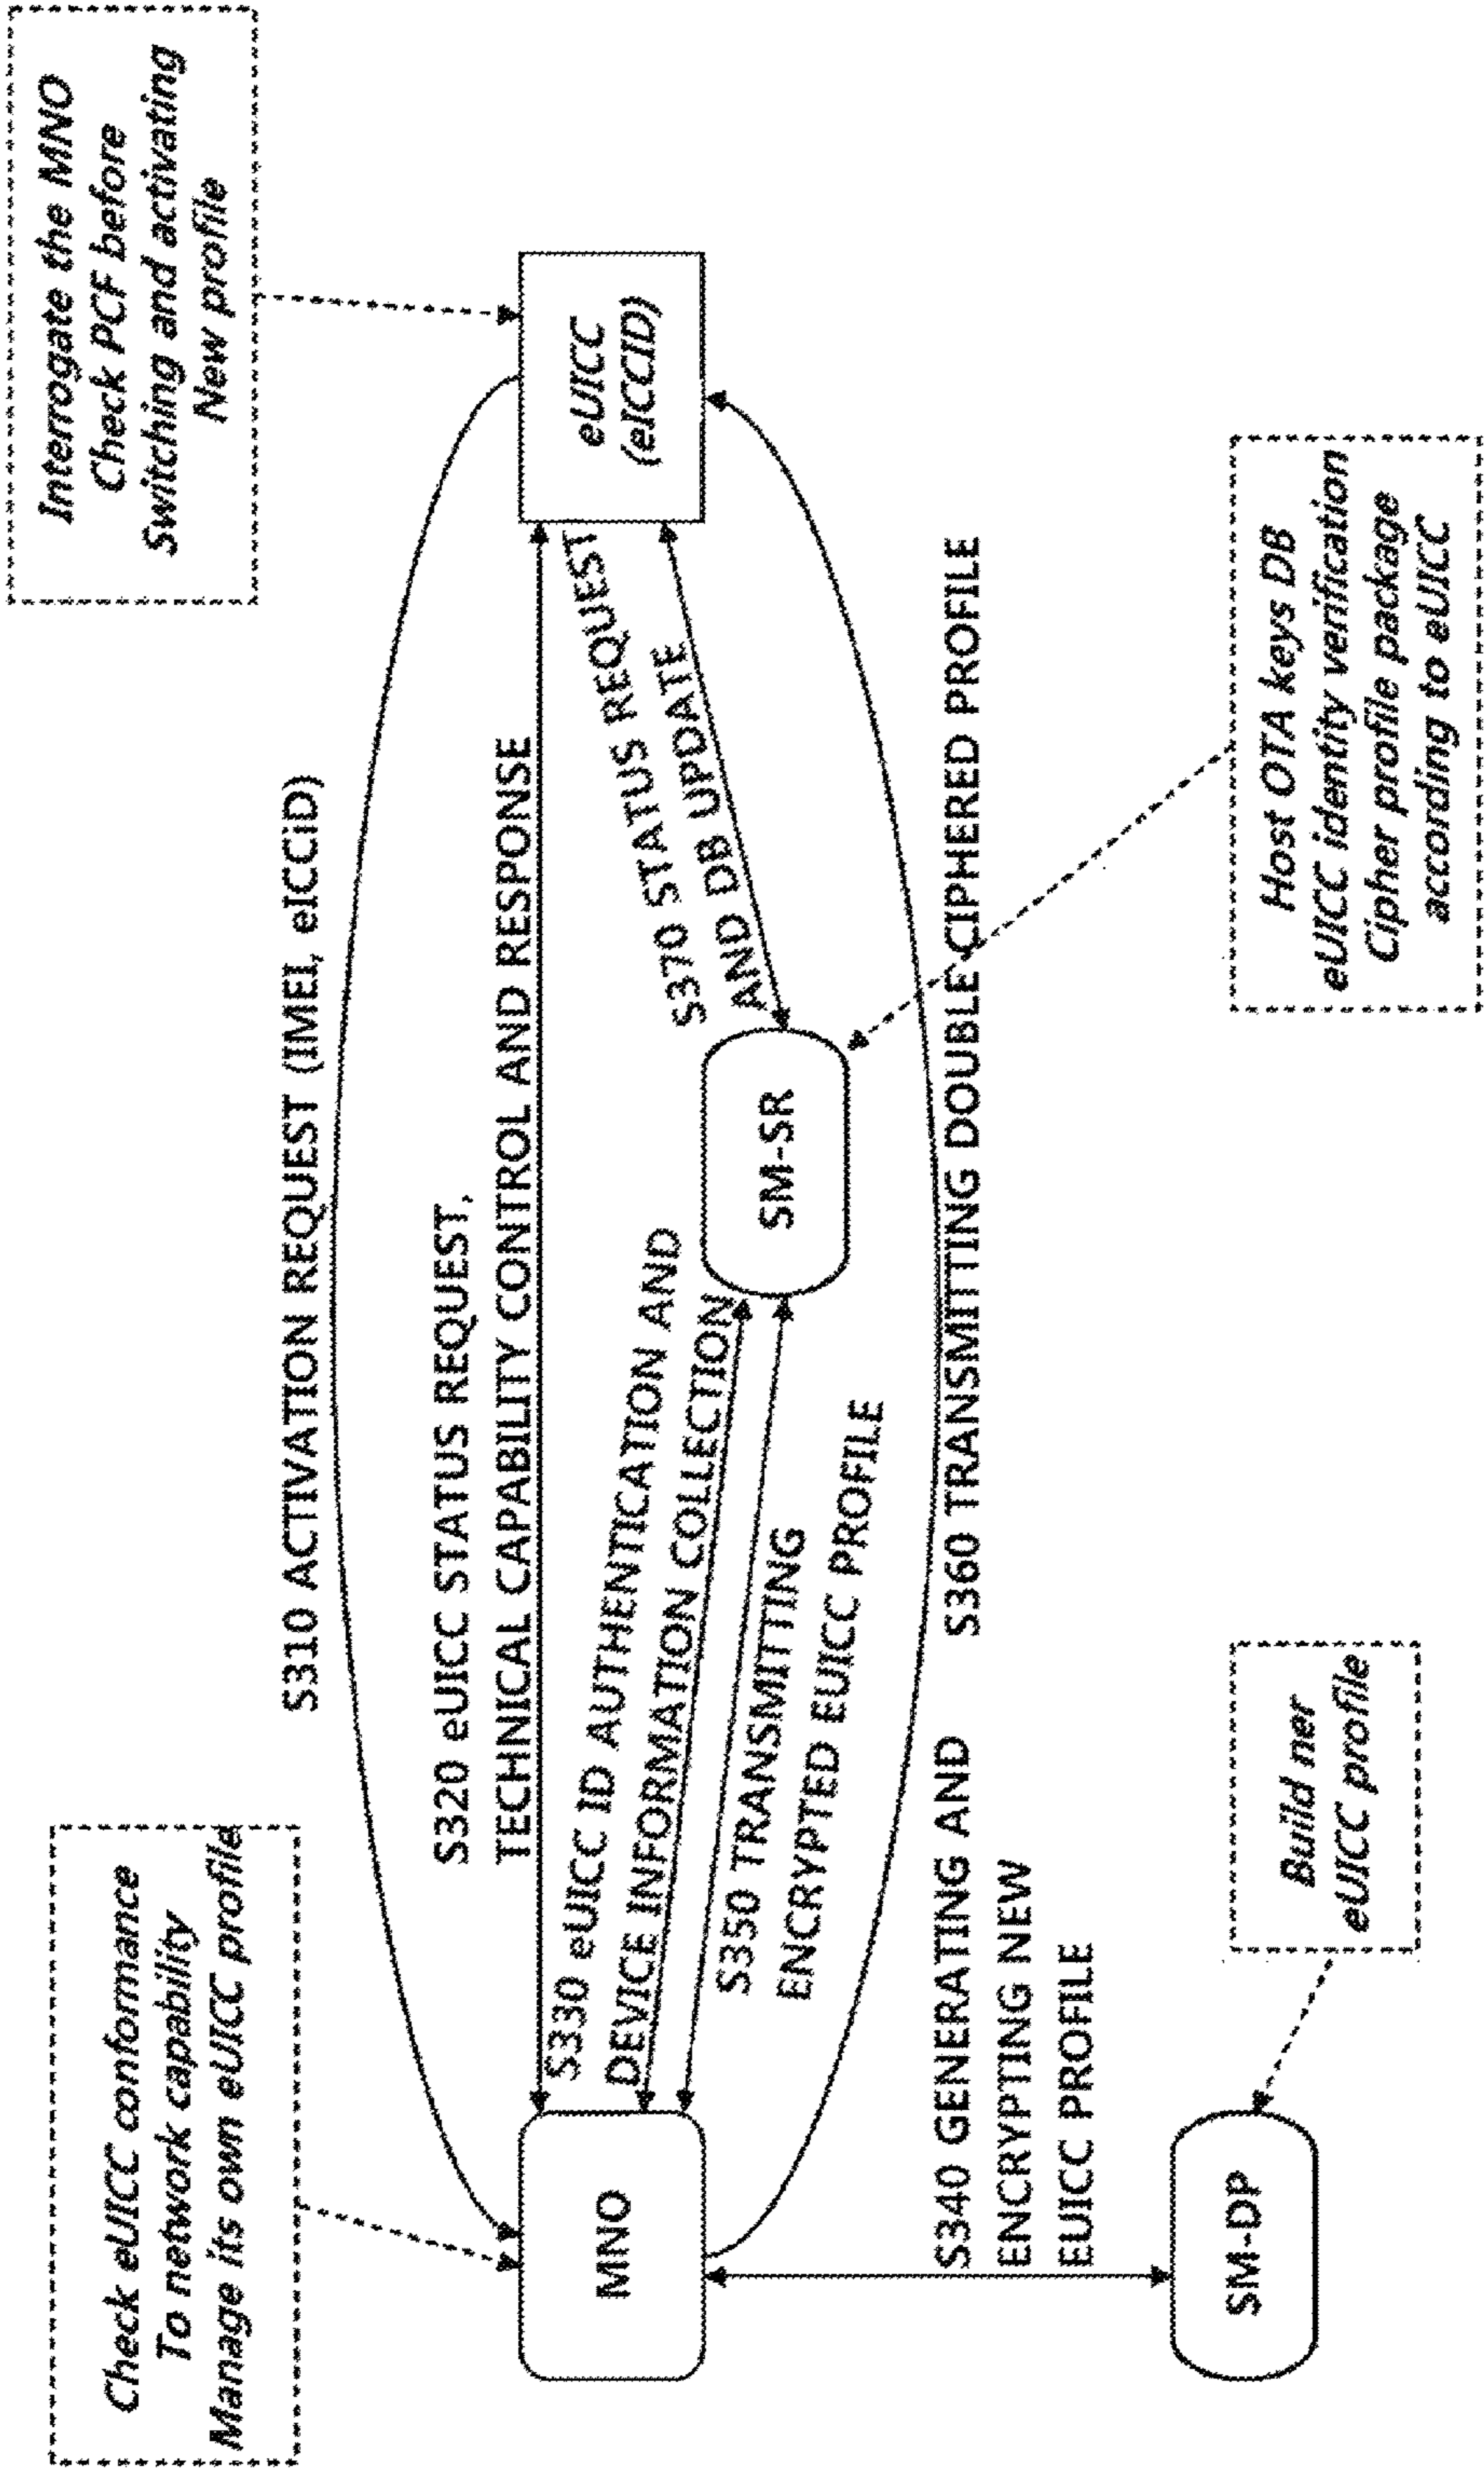 Check eUICC conformance
To network capability
Manage its own eUICC profile
Interrogate the MNO
Check PCF before
Switching and activating
New profile
S310 ACTIVATION REQUEST (IMEI, eICCiD)
S320 eUICC STATUS REQUEST,
TECHNICAL CAPABILITY CONTROL AND RESPONSE
MNO
eUICC
(eICCID)
S330 eUICC ID AUTHENTICATION AND
DEVICE INFORMATION COLLECTION
S370 STATUS REQUEST
AND DB UPDATE
SM-SR
S350 TRANSMITTING
ENCRYPTED EUICC PROFILE
S340 GENERATING AND
ENCRYPTING NEW
EUICC PROFILE
S360 TRANSMITTING DOUBLE CIPHERED PROFILE
SM-DP
Build ner
eUICC profile
Host OTA keys DB
eUICC identity verification
Cipher profile package
according to eUICC